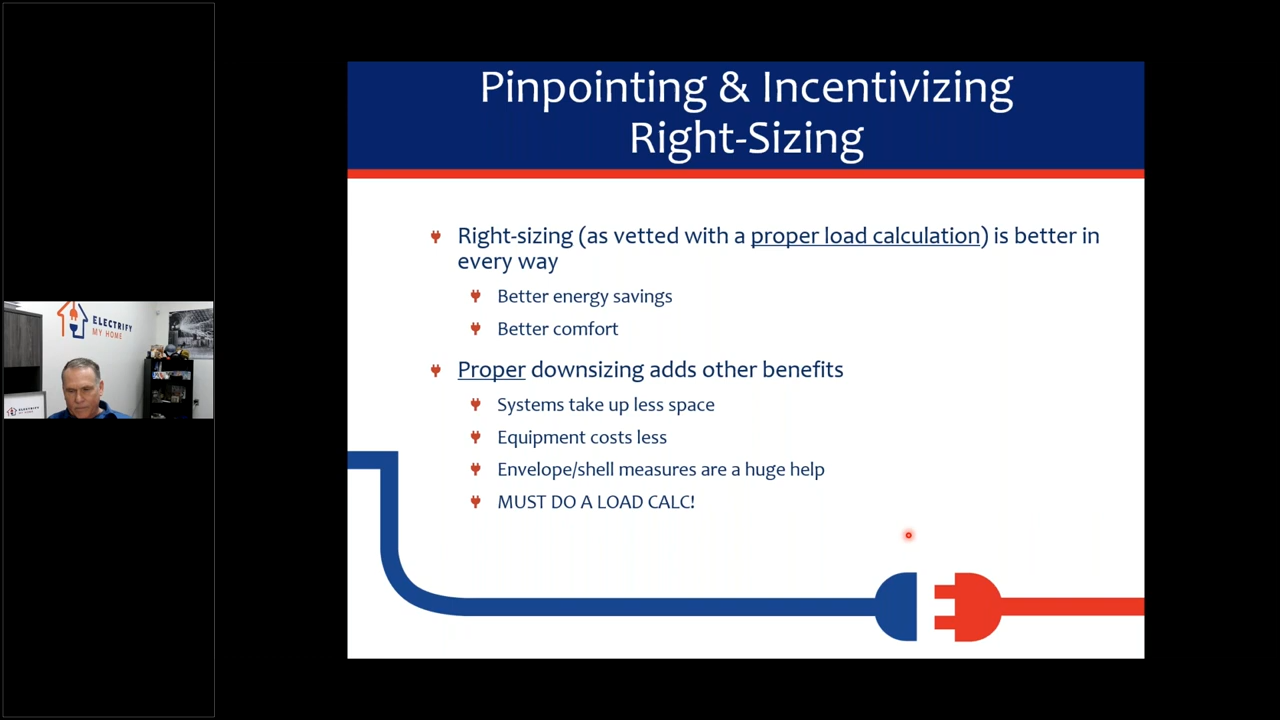 Pinpointing & Incentivizing
Right-Sizing
Right-sizing (as vetted with a proper load calculation) is better in
every way
Better energy savings
Better comfort
Proper downsizing adds other benefits
Systems take up less space
Equipment costs less
Envelope/shell measures are a huge help
MUST DO A LOAD CALC!
ELECTRIFY
MY HOME
ELECTRIFY